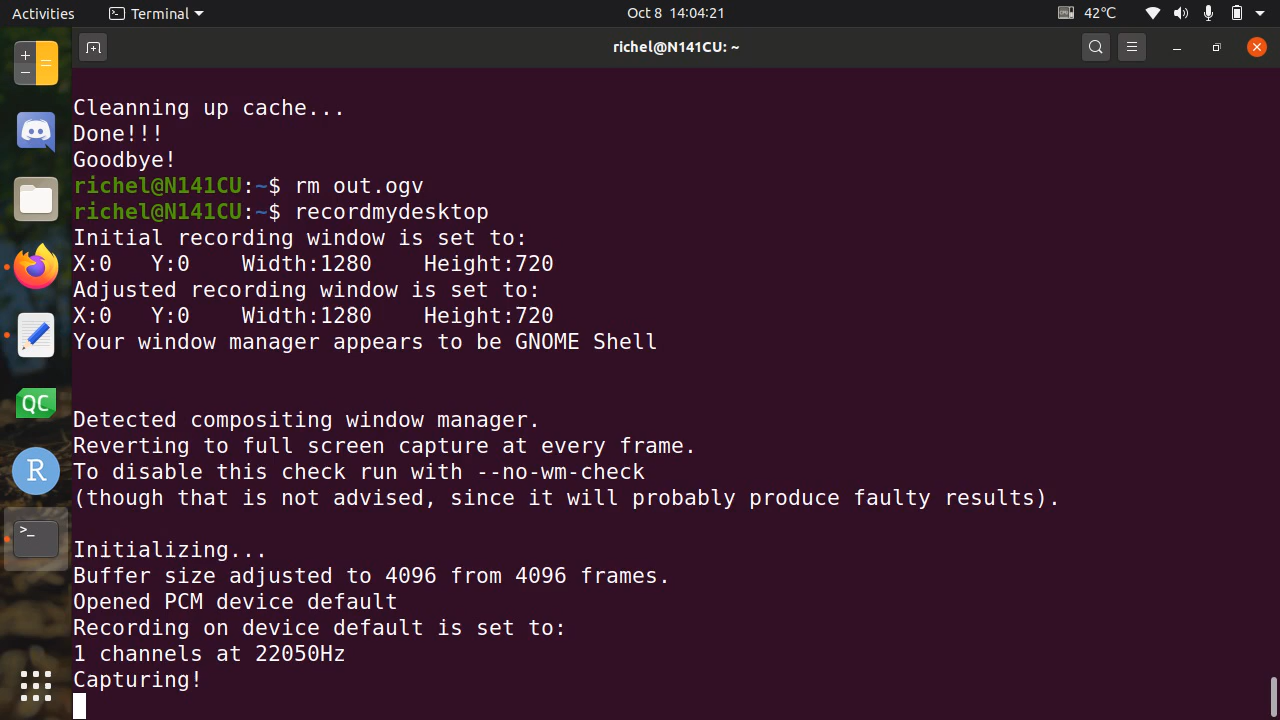 Activities Terminal Oct 8 14:04:21 42°C
richel@N141CU: ~
Cleanning up cache...
Done!!!
Goodbye!
richel@N141CU:~$ rm out.ogv
richel@N141CU:~$ recordmydesktop
Initial recording window is set to:
X:0   Y:0    Width:1280    Height:720
Adjusted recording window is set to:
X:0   Y:0    Width:1280    Height:720
Your window manager appears to be GNOME Shell
Detected compositing window manager.
Reverting to full screen capture at every frame.
To disable this check run with --no-wm-check
(though that is not advised, since it will probably produce faulty results).
Initializing...
Buffer size adjusted to 4096 from 4096 frames.
Opened PCM device default
Recording on device default is set to:
1 channels at 22050Hz
Capturing!
QC
R
>_